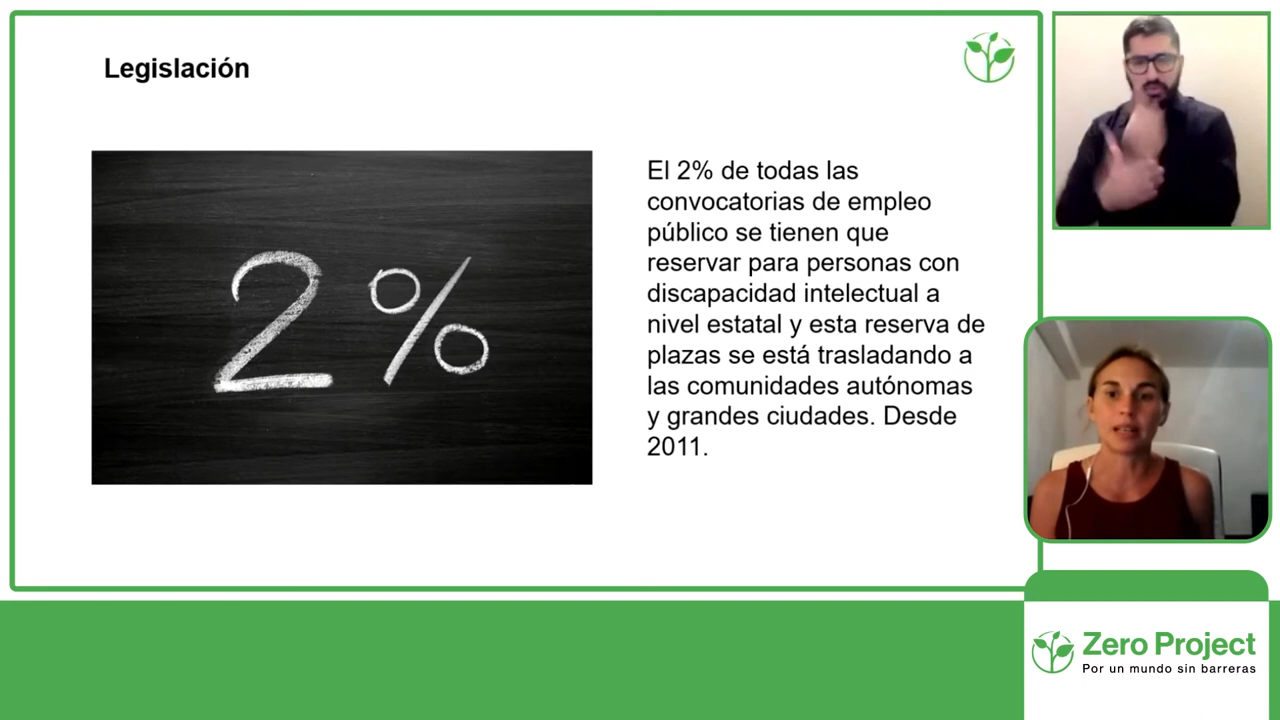 Legislación
2%
El 2% de todas las
convocatorias de empleo
público se tienen que
reservar para personas con
discapacidad intelectual a
nivel estatal y esta reserva de
plazas se está trasladando a
las comunidades autónomas
y grandes ciudades. Desde
2011.
Zero Project
Por un mundo sin barreras